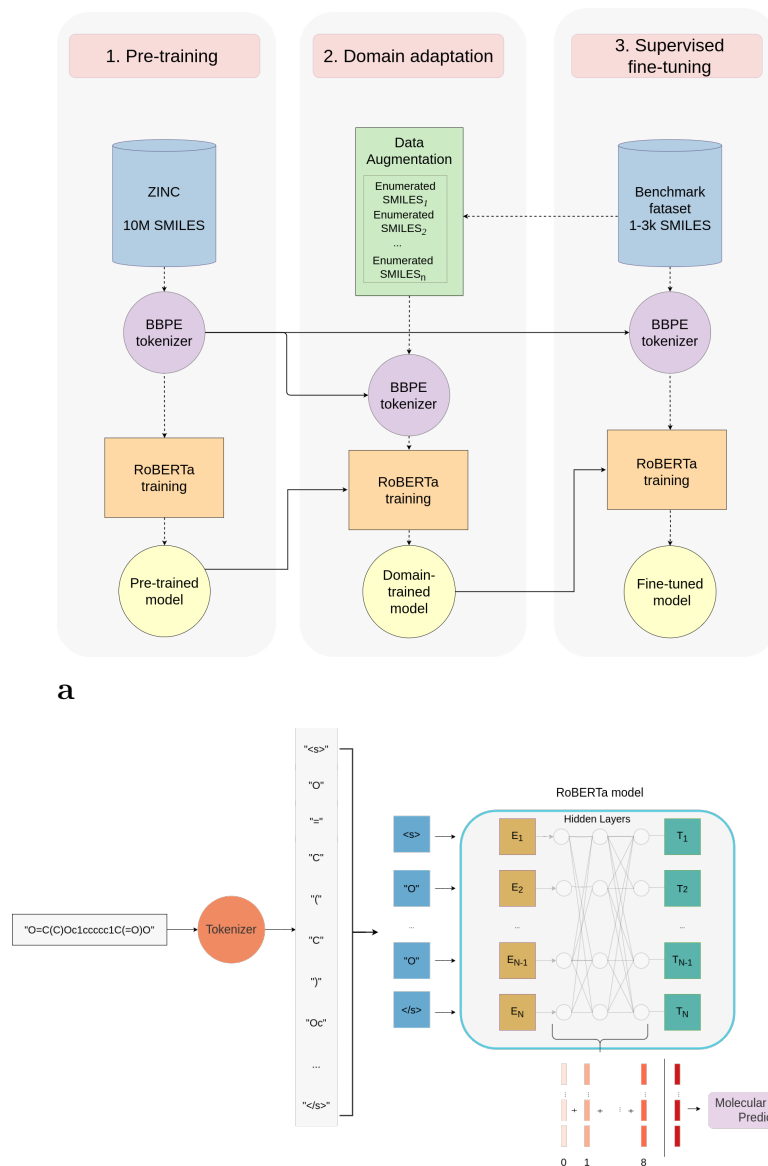 1. Pre-training
2. Domain adaptation
3. Supervised
fine-tuning
ZINC
10M SMILES
Data
Augmentation
Enumerated
SMILES1
Enumerated
SMILES2
...
Enumerated
SMILESn
Benchmark
fataset
1-3k SMILES
BBPE
tokenizer
BBPE
tokenizer
BBPE
tokenizer
RoBERTa
training
RoBERTa
training
RoBERTa
training
Pre-trained
model
Domain-
trained
model
Fine-tuned
model
a
"O=C(C)Oc1ccccc1C(=O)O"
Tokenizer
"<s>"
"O"
"="
"C"
"("
"C"
")"
"Oc"
...
"</s>"
<s>
"O"
...
"O"
</s>
RoBERTa model
Hidden Layers
E1
E2
...
EN-1
EN
T1
T2
...
TN-1
TN
0 1 8
Molecular